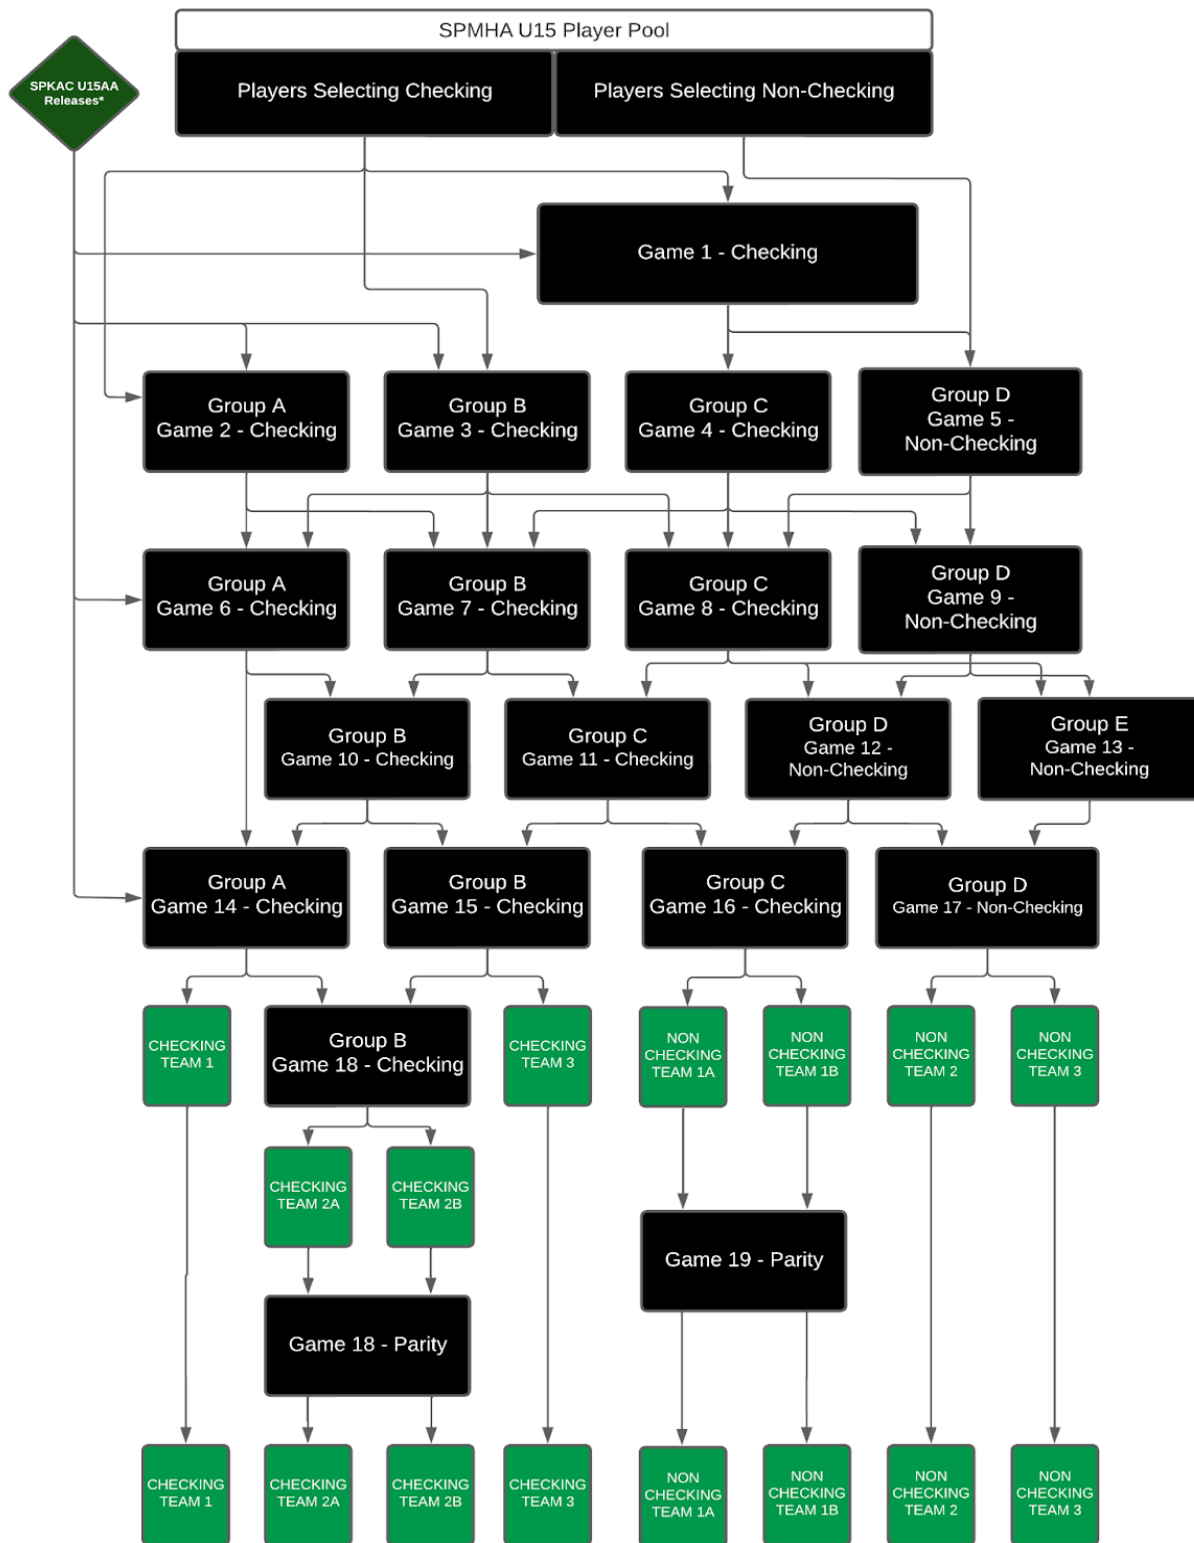 SPMHA U15 Player Pool
SPKAC U15AA
Releases*
Players Selecting Checking
Players Selecting Non-Checking
Game 1 - Checking
Group A
Game 2 - Checking
Group B
Game 3 - Checking
Group C
Game 4 - Checking
Group D
Game 5 -
Non-Checking
Group A
Game 6 - Checking
Group B
Game 7 - Checking
Group C
Game 8 - Checking
Group D
Game 9 -
Non-Checking
Group B
Game 10 - Checking
Group C
Game 11 - Checking
Group D
Game 12 -
Non-Checking
Group E
Game 13 -
Non-Checking
Group A
Game 14 - Checking
Group B
Game 15 - Checking
Group C
Game 16 - Checking
Group D
Game 17 - Non-Checking
CHECKING
TEAM 1
Group B
Game 18 - Checking
CHECKING
TEAM 3
NON
CHECKING
TEAM 1A
NON
CHECKING
TEAM 1B
NON
CHECKING
TEAM 2
NON
CHECKING
TEAM 3
CHECKING
TEAM 2A
CHECKING
TEAM 2B
Game 19 - Parity
Game 18 - Parity
CHECKING
TEAM 1
CHECKING
TEAM 2A
CHECKING
TEAM 2B
CHECKING
TEAM 3
NON
CHECKING
TEAM 1A
NON
CHECKING
TEAM 1B
NON
CHECKING
TEAM 2
NON
CHECKING
TEAM 3